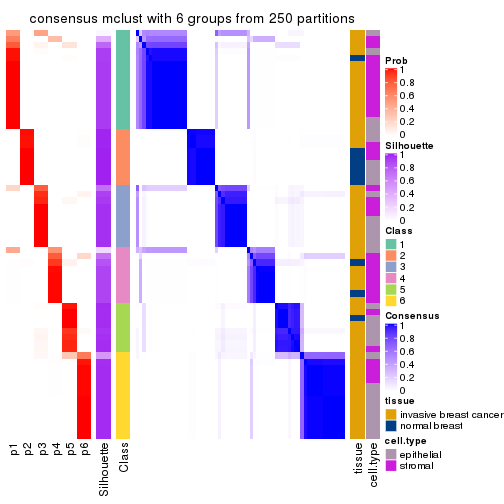 consensus mclust with 6 groups from 250 partitions
Prob
1
0.8
0.6
0.4
0.2
0
Silhouette
1
0.8
0.6
0.4
0.2
0
Class
1
2
3
4
5
6
Consensus
1
0.8
0.6
0.4
0.2
0
tissue
invasive breast cancer
normal breast
cell.type
epithelial
stromal
p1
p2
p3
p4
p5
p6
Silhouette
Class
tissue
cell.type